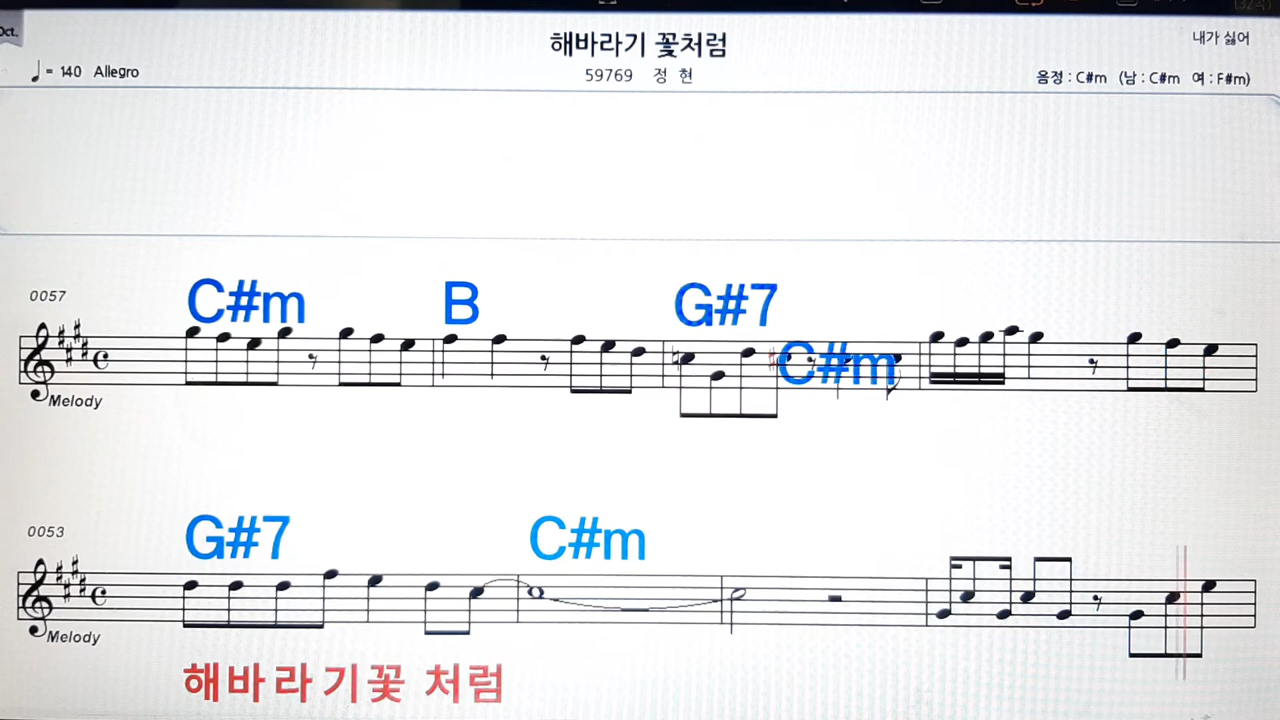 Oct.
해바라기 꽃처럼
내가 싫어
♩= 140 Allegro
59769 정 현
음정 : C#m (남 : C#m 여 : F#m)
0057
C#m B G#7
C#m
Melody
0053
G#7 C#m
Melody
해바라기꽃 처럼